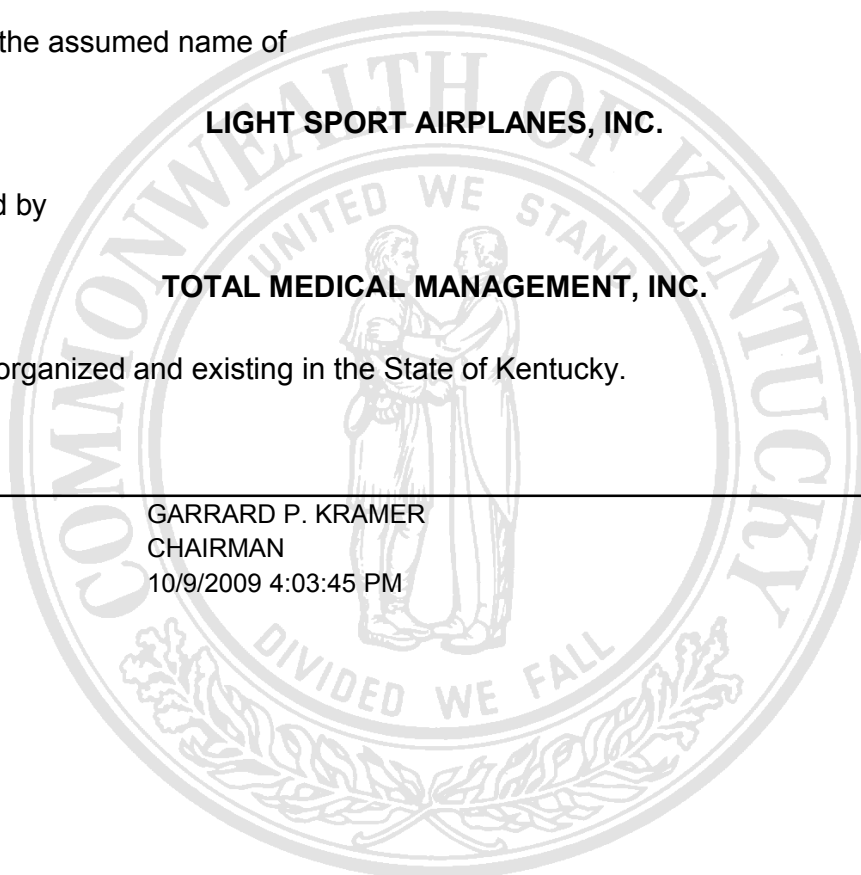 the assumed name of
LIGHT SPORT AIRPLANES, INC.
d by
TOTAL MEDICAL MANAGEMENT, INC.
organized and existing in the State of Kentucky.
GARRARD P. KRAMER
CHAIRMAN
10/9/2009 4:03:45 PM
COMMONWEALTH OF KENTUCKY
UNITED WE STAND
DIVIDED WE FALL